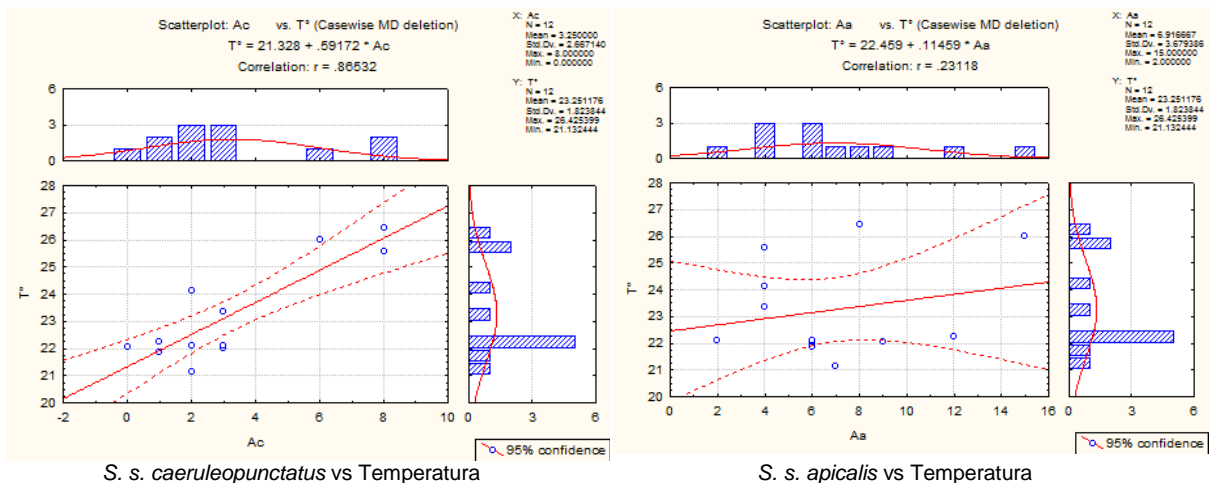 Scatterplot: Ac vs. T° (Casewise MD deletion)
T° = 21.328 + .59172 * Ac
Correlation: r = .86532
X: Ac
N = 12
Mean = 3.250000
Std.Dv. = 2.667140
Max. = 8.000000
Min. = 0.000000
Y: T°
N = 12
Mean = 23.251176
Std.Dv. = 1.823844
Max. = 26.425399
Min. = 21.132444
6
3
0
28
27
26
25
24
23
22
21
20
T°
-2 0 2 4 6 8 10
0 3 6
Ac
95% confidence
S. s. caeruleopunctatus vs Temperatura
Scatterplot: Aa vs. T° (Casewise MD deletion)
T° = 22.459 + .11459 * Aa
Correlation: r = .23118
X: Aa
N = 12
Mean = 6.916667
Std.Dv. = 3.679386
Max. = 15.000000
Min. = 2.000000
Y: T°
N = 12
Mean = 23.251176
Std.Dv. = 1.823844
Max. = 26.425399
Min. = 21.132444
6
3
0
28
27
26
25
24
23
22
21
20
T°
0 2 4 6 8 10 12 14 16
0 3 6
Aa
95% confidence
S. s. apicalis vs Temperatura